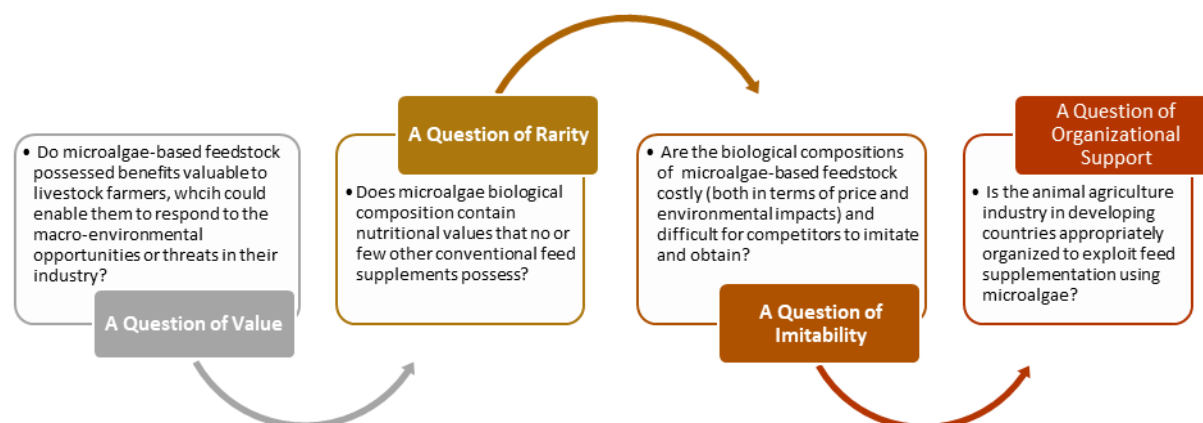 • Do microalgae-based feedstock
possessed benefits valuable to
livestock farmers, whcih could
enable them to respond to the
macro-environmental
opportunities or threats in their
industry?
A Question of Value
A Question of Rarity
• Does microalgae biological
composition contain
nutritional values that no or
few other conventional feed
supplements possess?
• Are the biological compositions
of microalgae-based feedstock
costly (both in terms of price and
environmental impacts) and
difficult for competitors to imitate
and obtain?
A Question of
Imitability
A Question of
Organizational
Support
• Is the animal agriculture
industry in developing
countries appropriately
organized to exploit feed
supplementation using
microalgae?